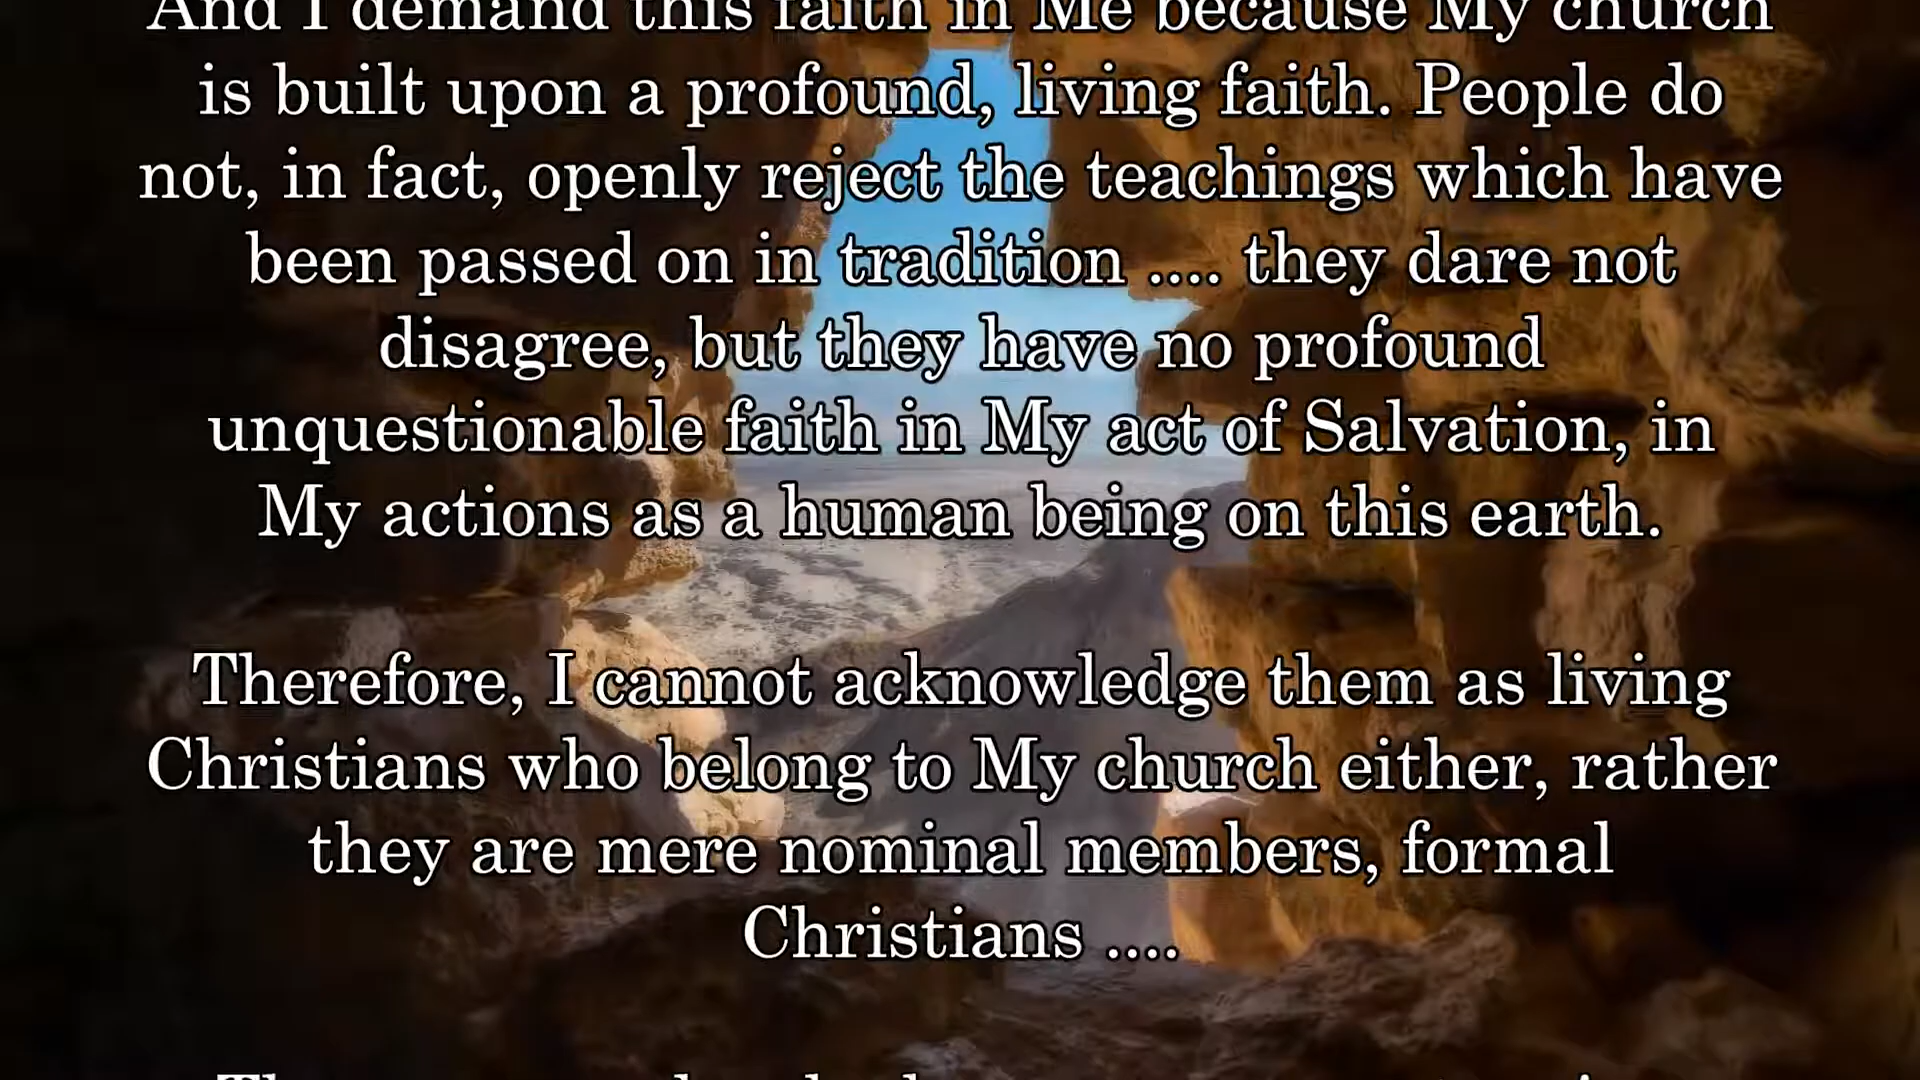 And I demand this faith in Me because My church
is built upon a profound, living faith. People do
not, in fact, openly reject the teachings which have
been passed on in tradition .... they dare not
disagree, but they have no profound
unquestionable faith in My act of Salvation, in
My actions as a human being on this earth.
Therefore, I cannot acknowledge them as living
Christians who belong to My church either, rather
they are mere nominal members, formal
Christians ....